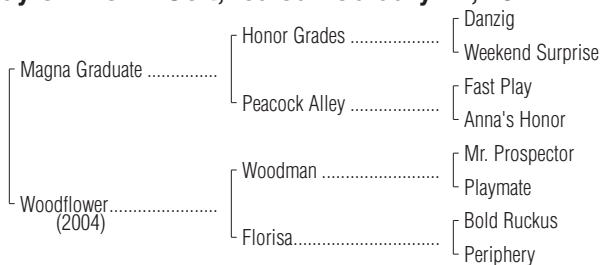 Danzig
Honor Grades
Weekend Surprise
Magna Graduate
Fast Play
Peacock Alley
Anna's Honor
Mr. Prospector
Woodman
Playmate
Woodflower
(2004)
Bold Ruckus
Florisa
Periphery